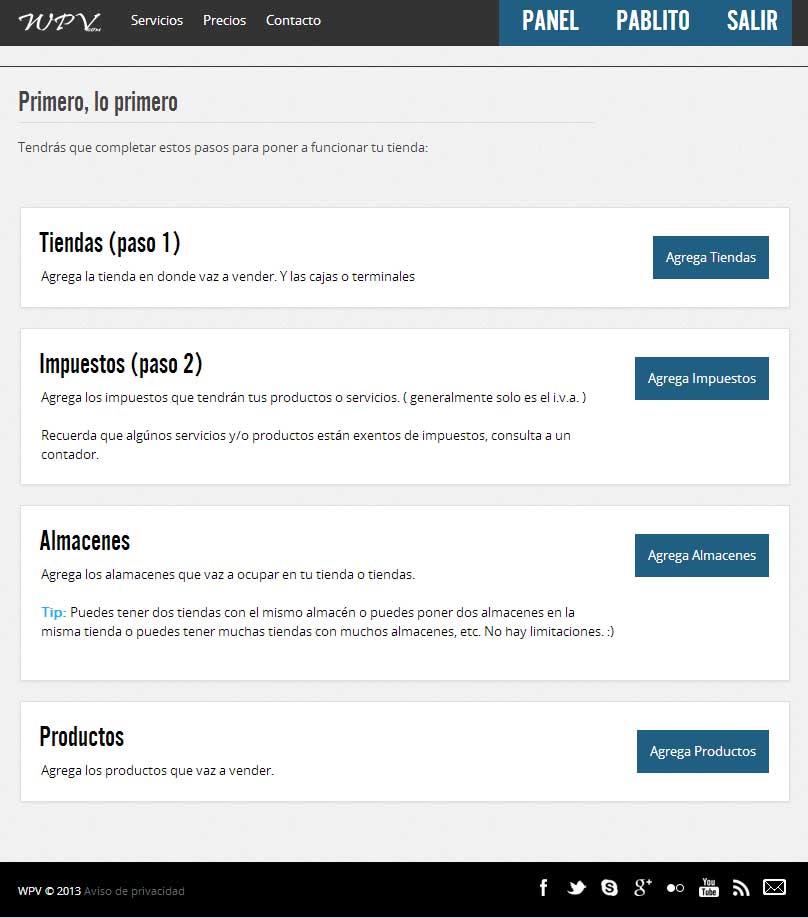 WPV.com Servicios Precios Contacto PANEL PABLITO SALIR
Primero, lo primero
Tendrás que completar estos pasos para poner a funcionar tu tienda:
Tiendas (paso 1)
Agrega Tiendas
Agrega la tienda en donde vaz a vender. Y las cajas o terminales
Impuestos (paso 2)
Agrega Impuestos
Agrega los impuestos que tendrán tus productos o servicios. ( generalmente solo es el i.v.a. )
Recuerda que algúnos servicios y/o productos están exentos de impuestos, consulta a un
contador.
Almacenes
Agrega Almacenes
Agrega los alamacenes que vaz a ocupar en tu tienda o tiendas.
Tip: Puedes tener dos tiendas con el mismo almacén o puedes poner dos almacenes en la
misma tienda o puedes tener muchas tiendas con muchos almacenes, etc. No hay limitaciones. :)
Productos
Agrega Productos
Agrega los productos que vaz a vender.
WPV © 2013 Aviso de privacidad
You
Tube